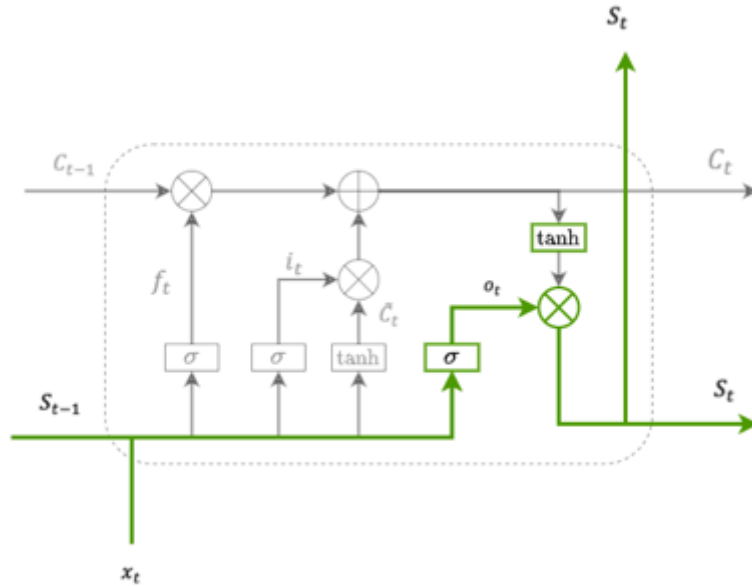 S_t
C_{t-1}
C_t
tanh
f_t
i_t
C̃_t
o_t
σ
σ
tanh
σ
S_{t-1}
S_t
x_t